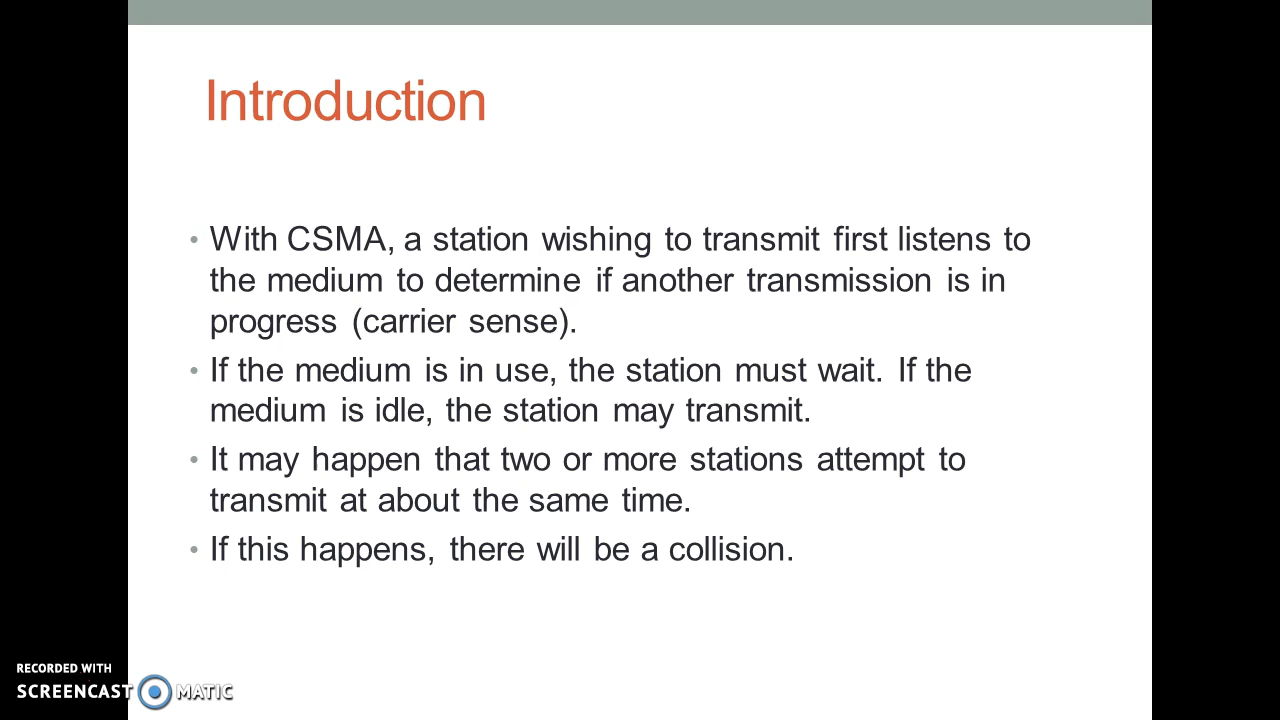 Introduction
• With CSMA, a station wishing to transmit first listens to
the medium to determine if another transmission is in
progress (carrier sense).
• If the medium is in use, the station must wait. If the
medium is idle, the station may transmit.
• It may happen that two or more stations attempt to
transmit at about the same time.
• If this happens, there will be a collision.
RECORDED WITH
SCREENCAST MATIC